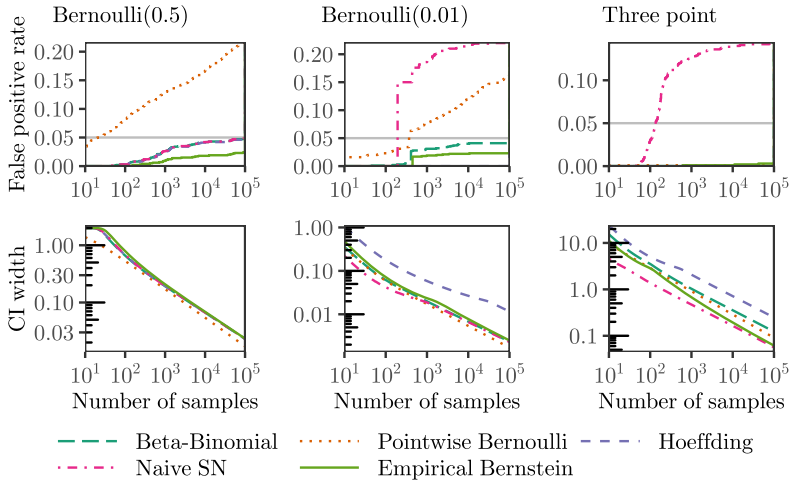 Bernoulli(0.5) Bernoulli(0.01) Three point
False positive rate
0.20 0.15 0.10 0.05 0.00
0.20 0.15 0.10 0.05 0.00
0.10 0.05 0.00
10^1 10^2 10^3 10^4 10^5 10^1 10^2 10^3 10^4 10^5 10^1 10^2 10^3 10^4 10^5
CI width
1.00 0.30 0.10 0.03
1.00 0.10 0.01
10.0 1.0 0.1
10^1 10^2 10^3 10^4 10^5 10^1 10^2 10^3 10^4 10^5 10^1 10^2 10^3 10^4 10^5
Number of samples Number of samples Number of samples
Beta-Binomial Pointwise Bernoulli Hoeffding
Naive SN Empirical Bernstein